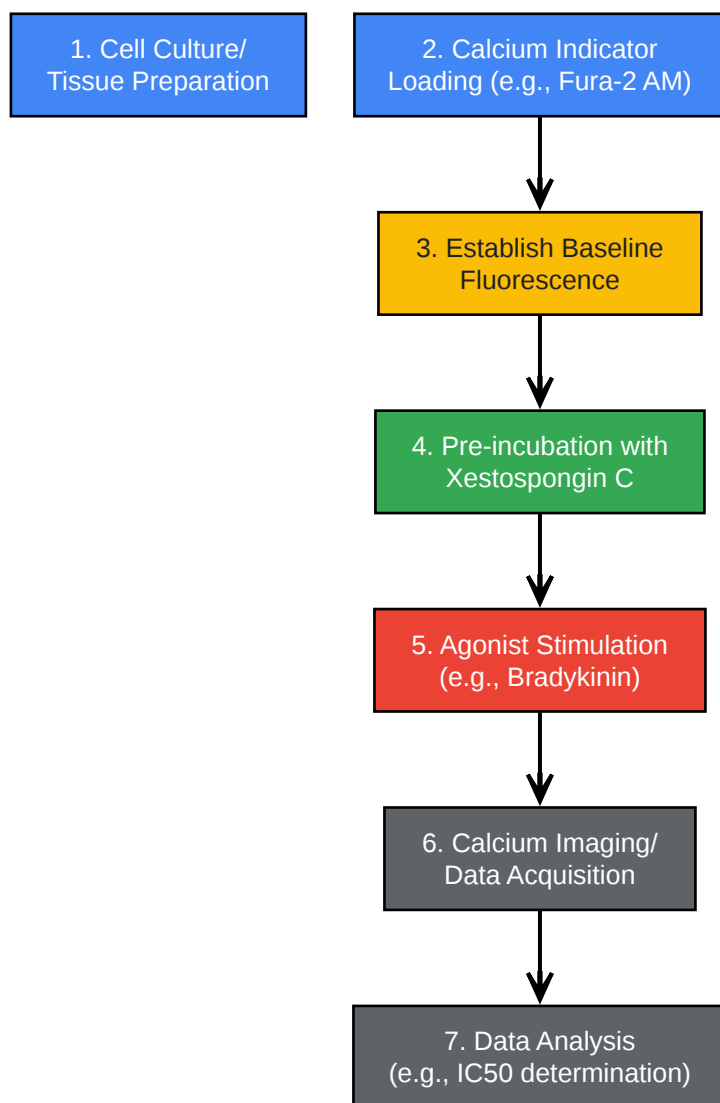 1. Cell Culture/
Tissue Preparation
2. Calcium Indicator
Loading (e.g., Fura-2 AM)
3. Establish Baseline
Fluorescence
4. Pre-incubation with
Xestospongin C
5. Agonist Stimulation
(e.g., Bradykinin)
6. Calcium Imaging/
Data Acquisition
7. Data Analysis
(e.g., IC50 determination)